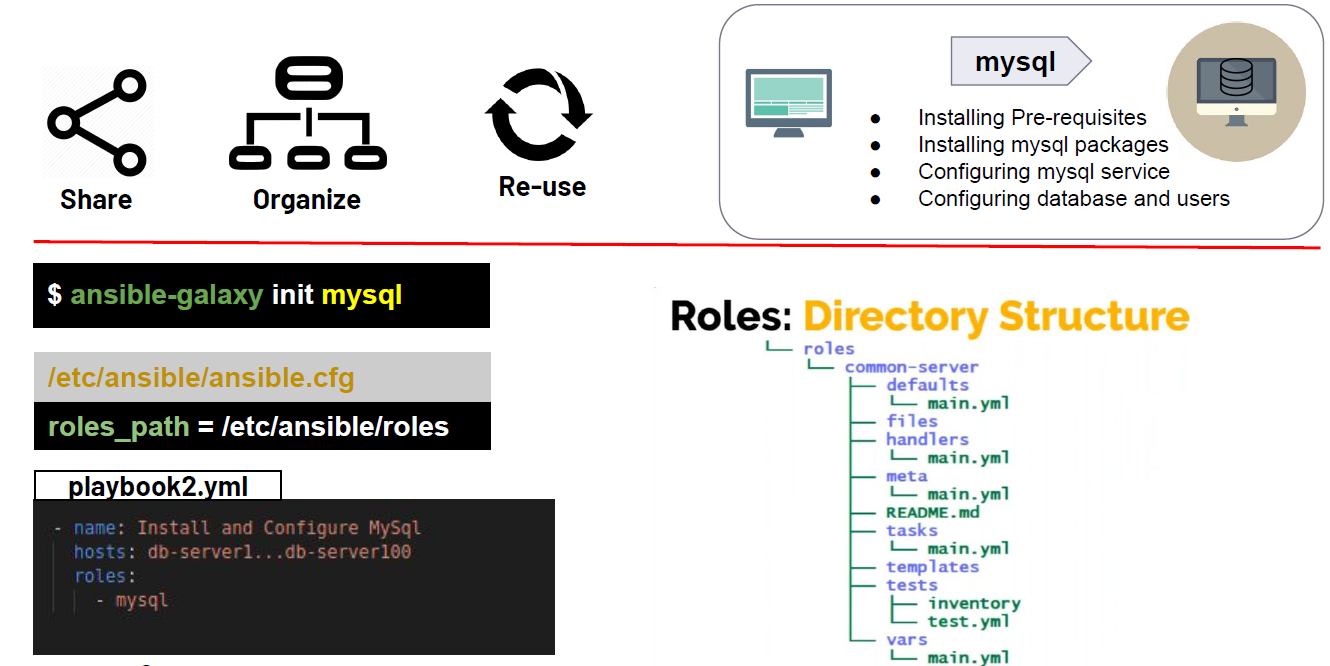 Share
Organize
Re-use
mysql
● Installing Pre-requisites
● Installing mysql packages
● Configuring mysql service
● Configuring database and users
$ ansible-galaxy init mysql
/etc/ansible/ansible.cfg
roles_path = /etc/ansible/roles
playbook2.yml
- name: Install and Configure MySql
hosts: db-server1...db-server100
roles:
- mysql
Roles: Directory Structure
└── roles
└── common-server
├── defaults
└── main.yml
├── files
├── handlers
└── main.yml
├── meta
└── main.yml
├── README.md
├── tasks
└── main.yml
├── templates
├── tests
├── inventory
└── test.yml
└── vars
└── main.yml